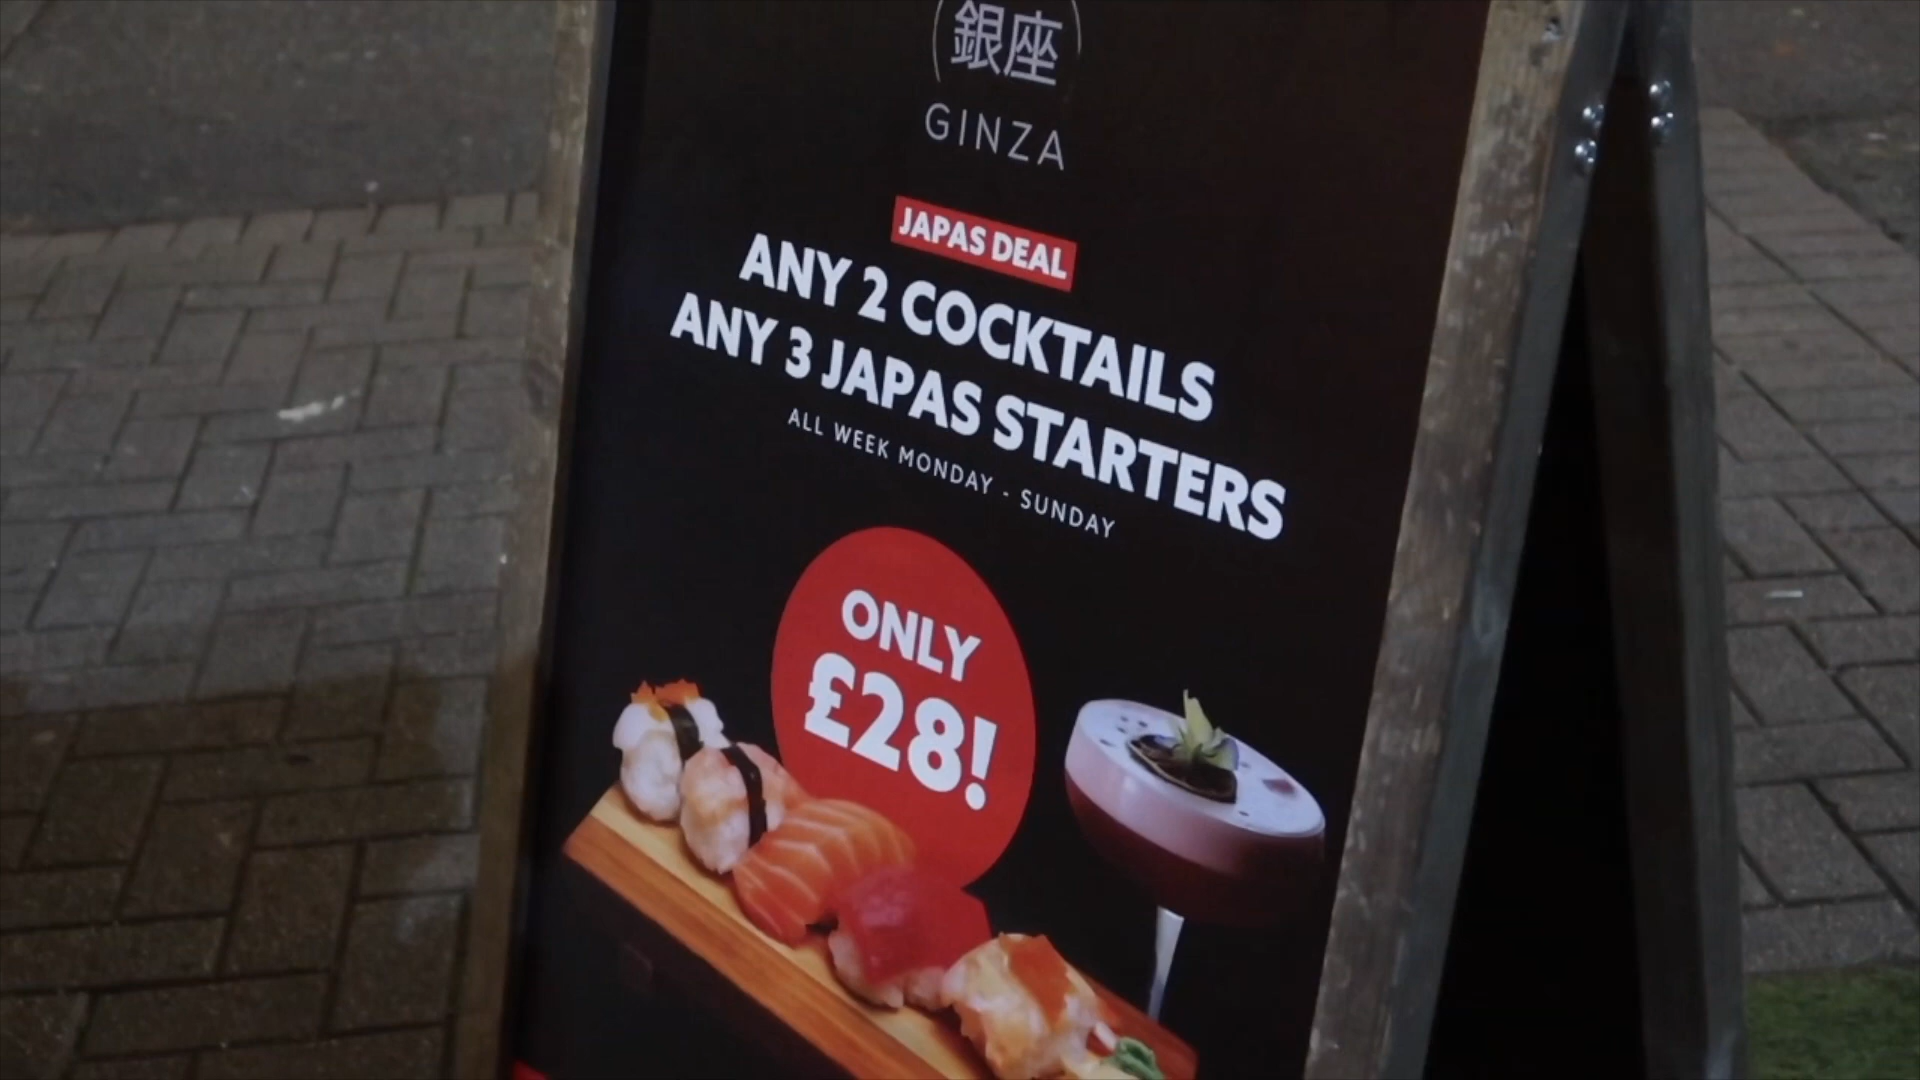 銀座
GINZA
JAPAS DEAL
ANY 2 COCKTAILS
ANY 3 JAPAS STARTERS
ALL WEEK MONDAY - SUNDAY
ONLY
£28!